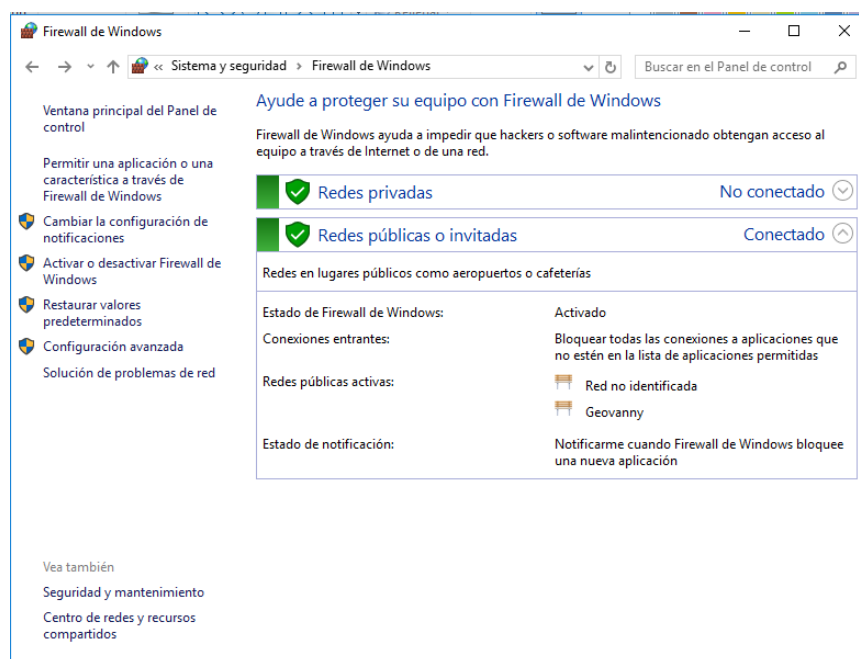 Firewall de Windows
« Sistema y seguridad > Firewall de Windows
Buscar en el Panel de control
Ventana principal del Panel de
control
Permitir una aplicación o una
característica a través de
Firewall de Windows
Cambiar la configuración de
notificaciones
Activar o desactivar Firewall de
Windows
Restaurar valores
predeterminados
Configuración avanzada
Solución de problemas de red
Ayude a proteger su equipo con Firewall de Windows
Firewall de Windows ayuda a impedir que hackers o software malintencionado obtengan acceso al
equipo a través de Internet o de una red.
Redes privadas No conectado
Redes públicas o invitadas Conectado
Redes en lugares públicos como aeropuertos o cafeterías
Estado de Firewall de Windows: Activado
Conexiones entrantes: Bloquear todas las conexiones a aplicaciones que
no estén en la lista de aplicaciones permitidas
Redes públicas activas: Red no identificada
Geovanny
Estado de notificación: Notificarme cuando Firewall de Windows bloquee
una nueva aplicación
Vea también
Seguridad y mantenimiento
Centro de redes y recursos
compartidos